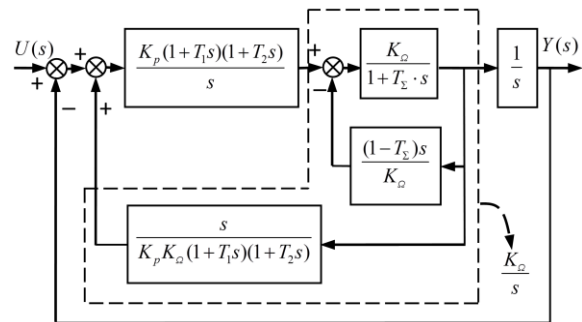 U(s)
+
+
−
+
+
K_p(1+T_1s)(1+T_2s)
s
+
−
K_Ω
1+T_Σ·s
1
s
Y(s)
(1−T_Σ)s
K_Ω
s
K_pK_Ω(1+T_1s)(1+T_2s)
K_Ω
s